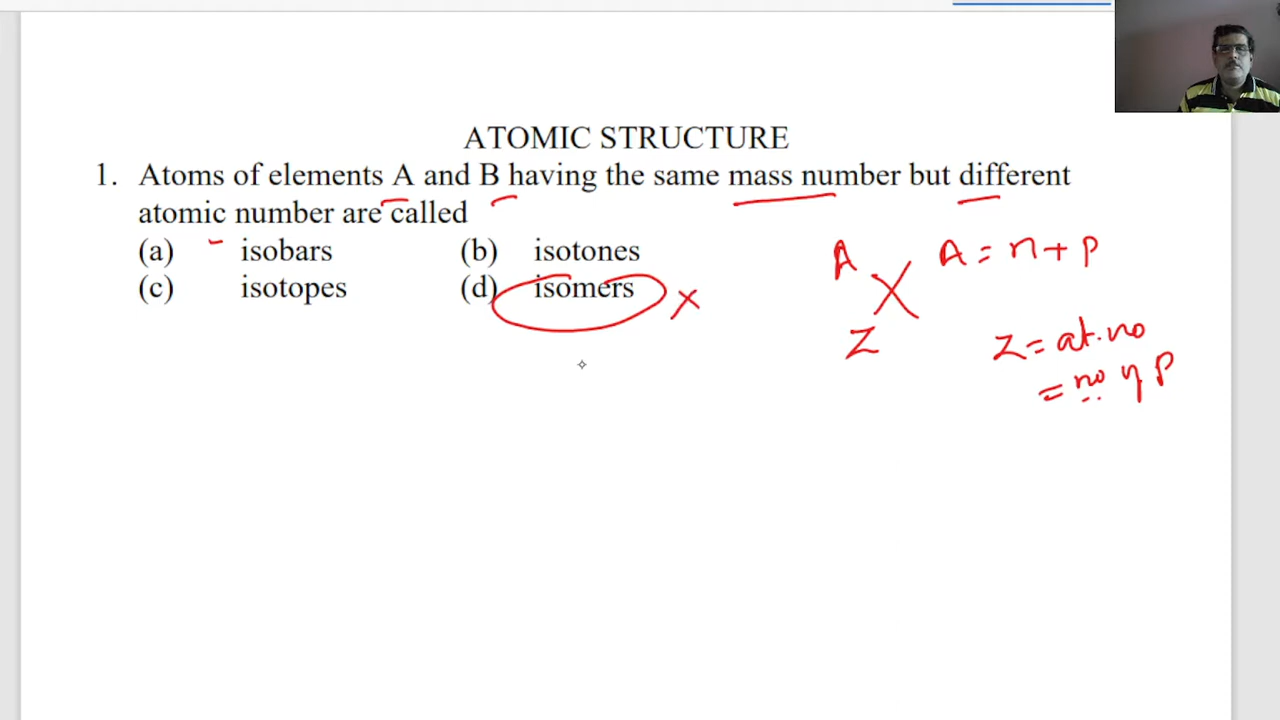 ATOMIC STRUCTURE
1. Atoms of elements A and B having the same mass number but different
atomic number are called
(a) isobars (b) isotones
(c) isotopes (d) isomers
A
X
Z
A = n + p
Z = at. no
= no of p